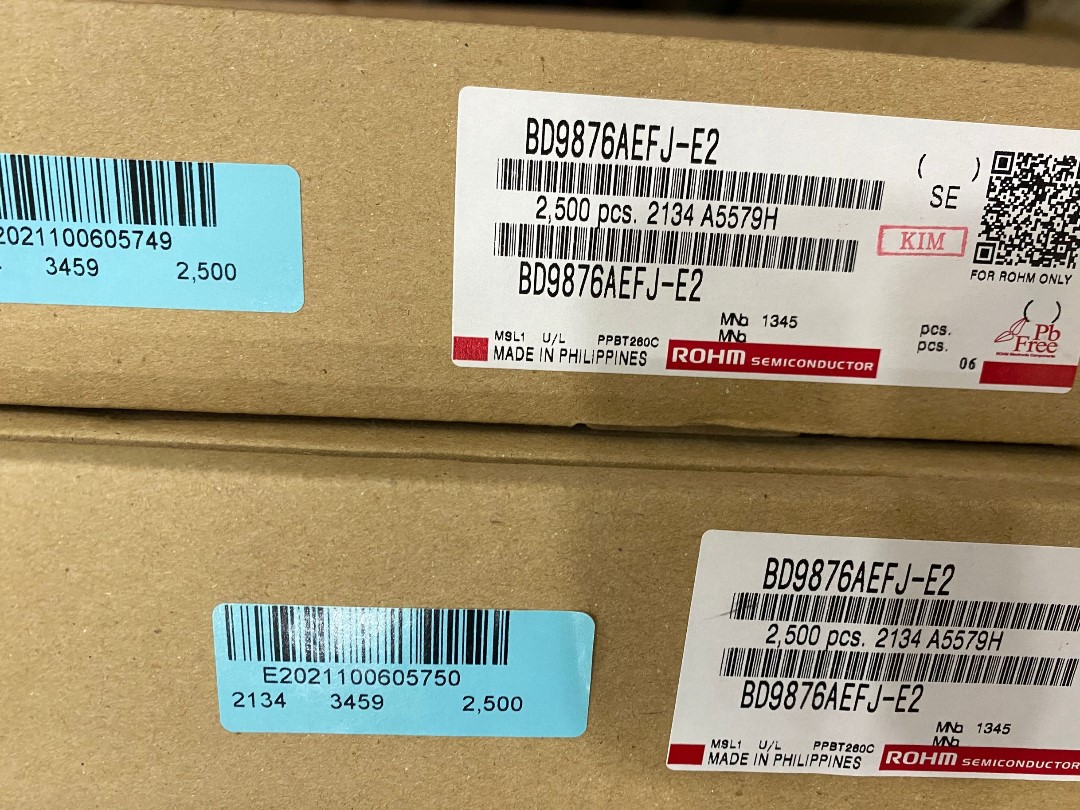 BD9876AEFJ-E2
2,500 pcs. 2134 A5579H
BD9876AEFJ-E2
( )
SE
KIM
FOR ROHM ONLY
MNo 1345
MNo
pcs.
pcs.
06
( )
Pb
Free
MSL1 U/L PPBT260C
MADE IN PHILIPPINES
ROHM SEMICONDUCTOR
2021100605749
3459 2,500
BD9876AEFJ-E2
2,500 pcs. 2134 A5579H
BD9876AEFJ-E2
MNo 1345
MNo
MSL1 U/L PPBT260C
MADE IN PHILIPPINES
ROHM SEMICONDUCTOR
E2021100605750
2134 3459 2,500